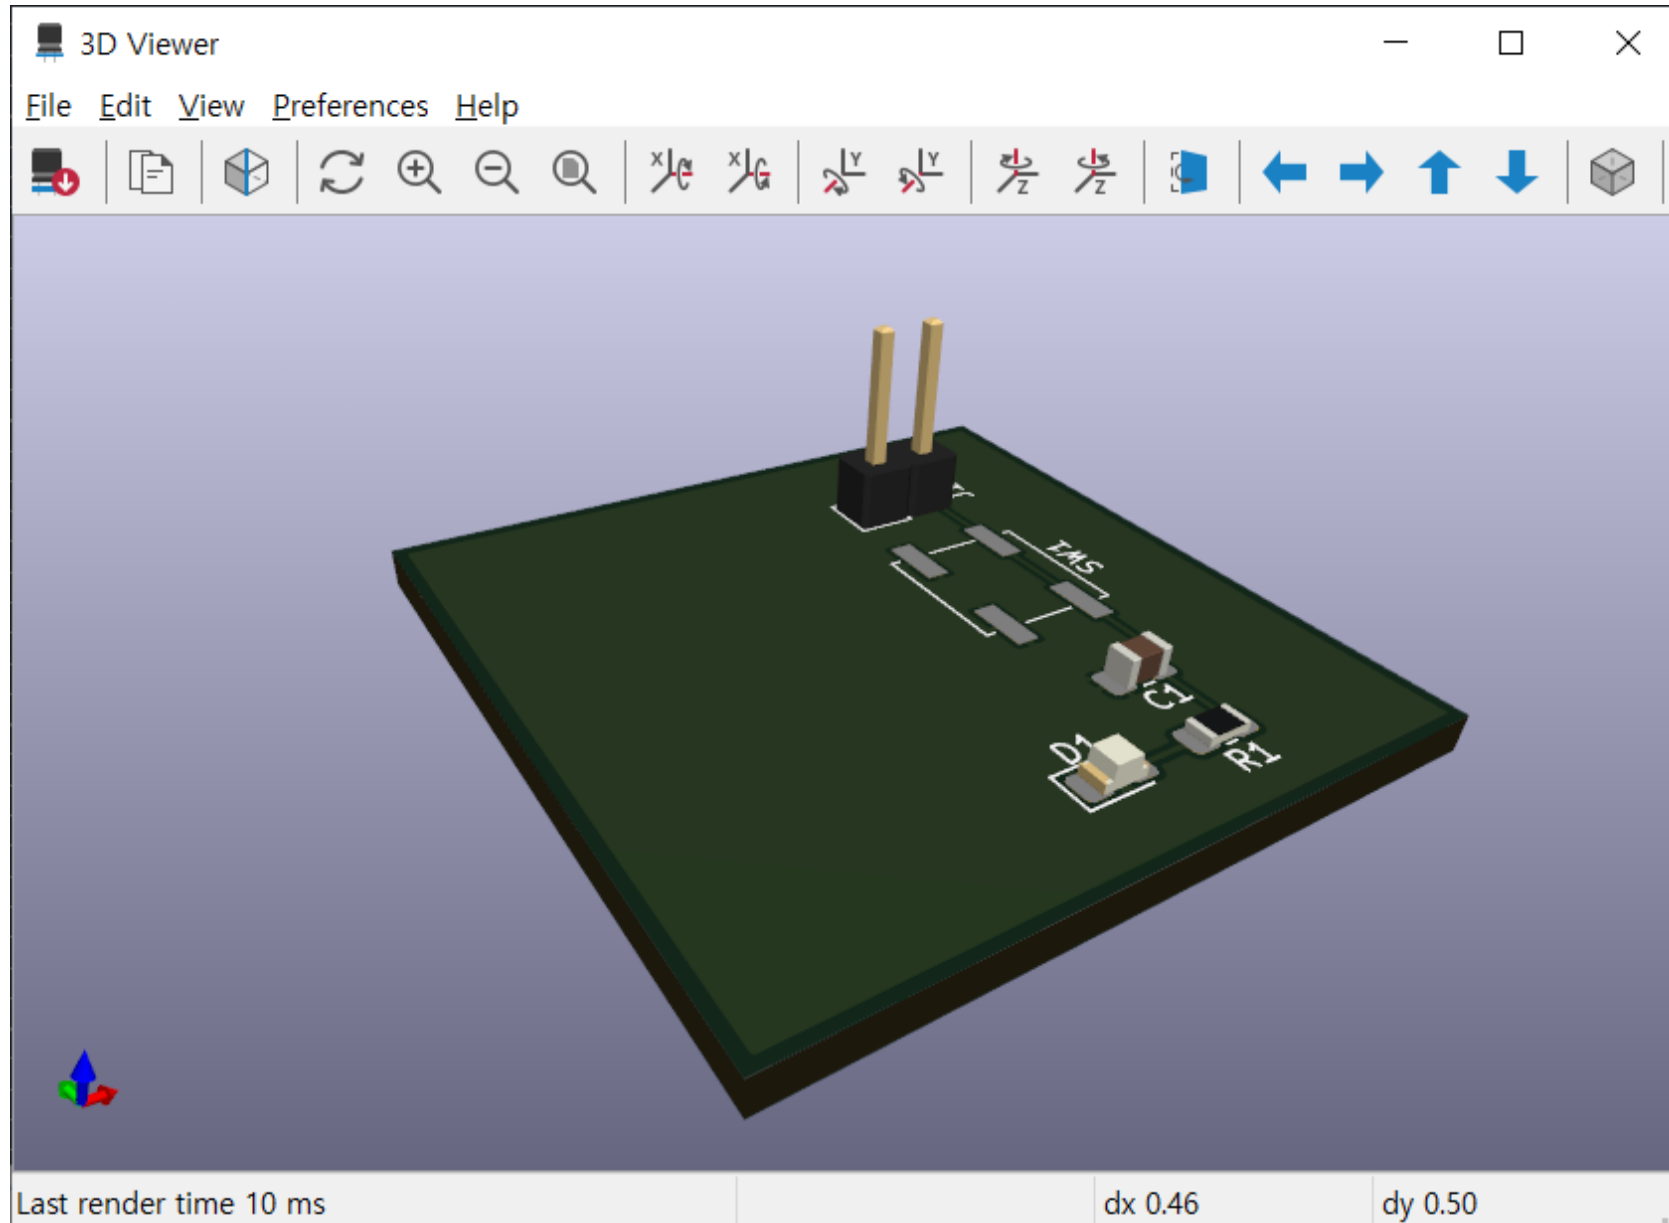 3D Viewer
File Edit View Preferences Help
X X Y Y Z Z
SW1
C1
D1
R1
Last render time 10 ms dx 0.46 dy 0.50